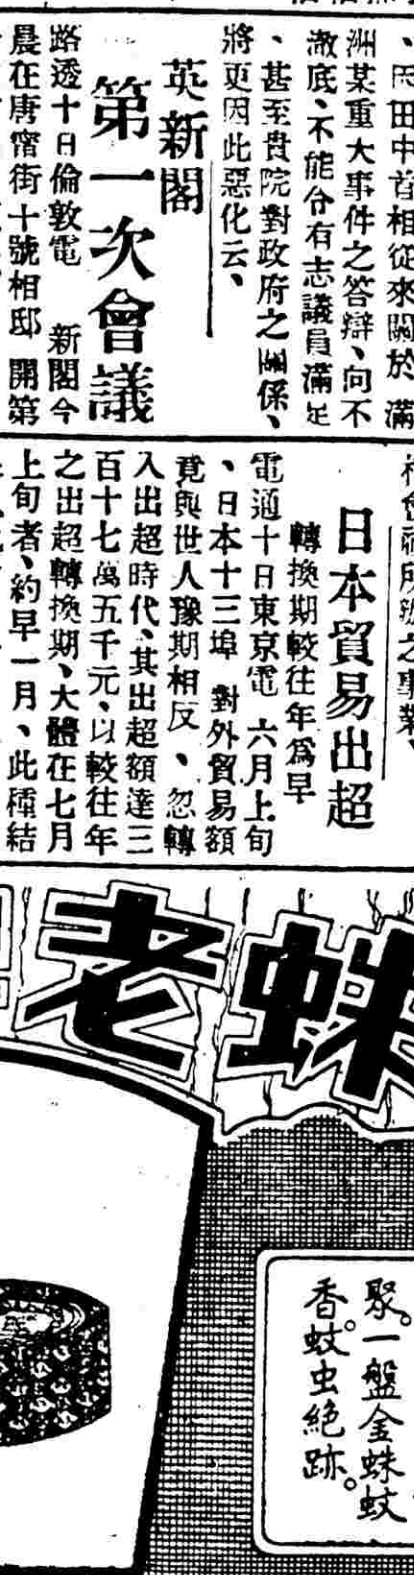 、因田中首相從來關於滿
洲某重大事件之答辯、向不
澈底、不能令有志議員滿足
、甚至貴院對政府之關係、
將更因此惡化云、
英新閣
第一次會議
路透十日倫敦電 新閣今
晨在唐甯街十號相邸 開第
之事業、
日本貿易出超
轉換期較往年爲早
電通十日東京電 六月上旬
、日本十三埠 對外貿易額
竟與世人豫期相反、忽轉
入出超時代、其出超額達三
百十七萬五千元、以較往年
之出超轉換期、大體在七月
上旬者、約早一月、此種結
老蛛
聚。一盤金蛛蚊
香蚊虫絶跡。